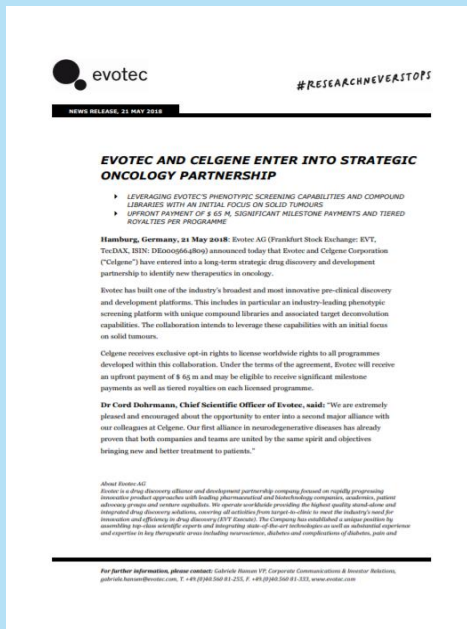 evotec
#RESEARCHNEVERSTOPS
NEWS RELEASE, 21 MAY 2018
EVOTEC AND CELGENE ENTER INTO STRATEGIC
ONCOLOGY PARTNERSHIP
LEVERAGING EVOTEC'S PHENOTYPIC SCREENING CAPABILITIES AND COMPOUND
LIBRARIES WITH AN INITIAL FOCUS ON SOLID TUMOURS
UPFRONT PAYMENT OF $ 65 M, SIGNIFICANT MILESTONE PAYMENTS AND TIERED
ROYALTIES PER PROGRAMME
Hamburg, Germany, 21 May 2018: Evotec AG (Frankfurt Stock Exchange: EVT,
TecDAX, ISIN: DE0005664809) announced today that Evotec and Celgene Corporation
("Celgene") have entered into a long-term strategic drug discovery and development
partnership to identify new therapeutics in oncology.
Evotec has built one of the industry's broadest and most innovative pre-clinical discovery
and development platforms. This includes in particular an industry-leading phenotypic
screening platform with unique compound libraries and associated target deconvolution
capabilities. The collaboration intends to leverage these capabilities with an initial focus
on solid tumours.
Celgene receives exclusive opt-in rights to license worldwide rights to all programmes
developed within this collaboration. Under the terms of the agreement, Evotec will receive
an upfront payment of $ 65 m and may be eligible to receive significant milestone
payments as well as tiered royalties on each licensed programme.
Dr Cord Dohrmann, Chief Scientific Officer of Evotec, said: "We are extremely
pleased and encouraged about the opportunity to enter into a second major alliance with
our colleagues at Celgene. Our first alliance in neurodegenerative diseases has already
proven that both companies and teams are united by the same spirit and objectives
bringing new and better treatment to patients."
About Evotec AG
Evotec is a drug discovery alliance and development partnership company focused on rapidly progressing
innovative product approaches with leading pharmaceutical and biotechnology companies, academics, patient
advocacy groups and venture capitalists. We operate worldwide providing the highest quality stand-alone and
integrated drug discovery solutions, covering all activities from target-to-clinic to meet the industry's need for
innovation and efficiency in drug discovery (EVT Execute). The Company has established a unique position by
assembling top-class scientific experts and integrating state-of-the-art technologies as well as substantial experience
and expertise in key therapeutic areas including neuroscience, diabetes and complications of diabetes, pain and
For further information, please contact: Gabriele Hansen VP, Corporate Communications & Investor Relations,
gabriele.hansen@evotec.com, T. +49.(0)40.560 81-255, F. +49.(0)40.560 81-333, www.evotec.com